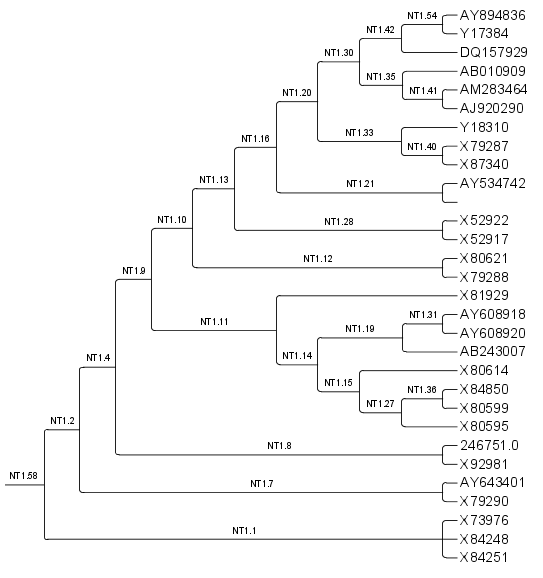 NT1.54 AY894836
NT1.42 Y17384
NT1.30 DQ157929
NT1.35 AB010909
NT1.20 NT1.41 AM283464
AJ920290
NT1.33 Y18310
NT1.16 NT1.40 X79287
X87340
NT1.13 NT1.21 AY534742
NT1.10 NT1.28 X52922
X52917
NT1.12 X80621
NT1.9 X79288
X81929
NT1.11 NT1.31 AY608918
NT1.19 AY608920
NT1.4 NT1.14 AB243007
X80614
NT1.15 NT1.36 X84850
NT1.27 X80599
NT1.2 X80595
NT1.8 246751.0
X92981
NT1.58 NT1.7 AY643401
X79290
X73976
NT1.1 X84248
X84251